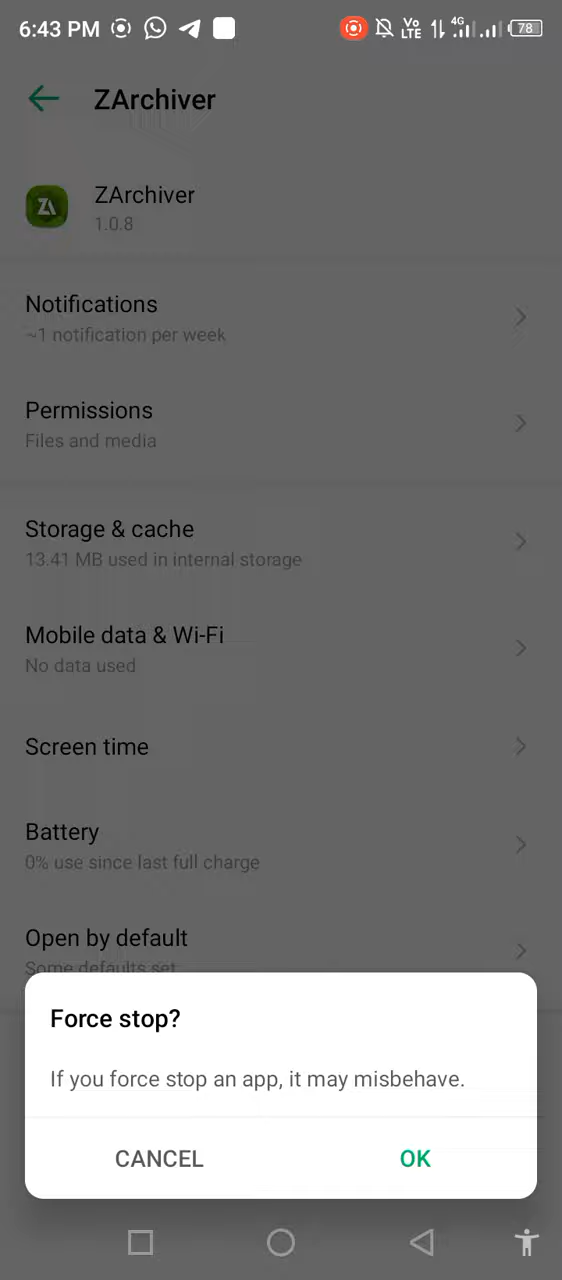 6:43 PM
Vo
LTE
4G
78
ZArchiver
ZArchiver
1.0.8
Notifications
~1 notification per week
Permissions
Files and media
Storage & cache
13.41 MB used in internal storage
Mobile data & Wi-Fi
No data used
Screen time
Battery
0% use since last full charge
Open by default
Some defaults set
Force stop?
If you force stop an app, it may misbehave.
CANCEL
OK